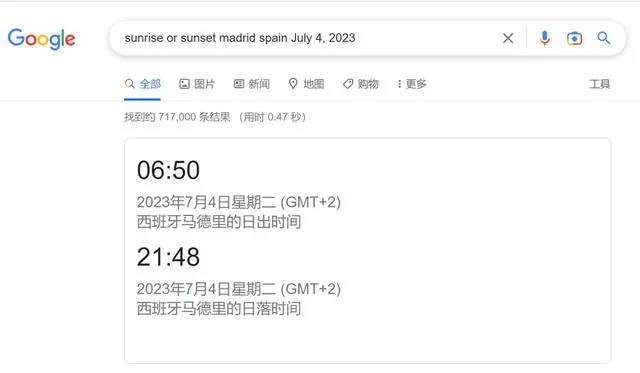 Google
sunrise or sunset madrid spain July 4, 2023
全部 图片 新闻 地图 购物 更多 工具
找到约 717,000 条结果 （用时 0.47 秒）
06:50
2023年7月4日星期二 (GMT+2)
西班牙马德里的日出时间
21:48
2023年7月4日星期二 (GMT+2)
西班牙马德里的日落时间